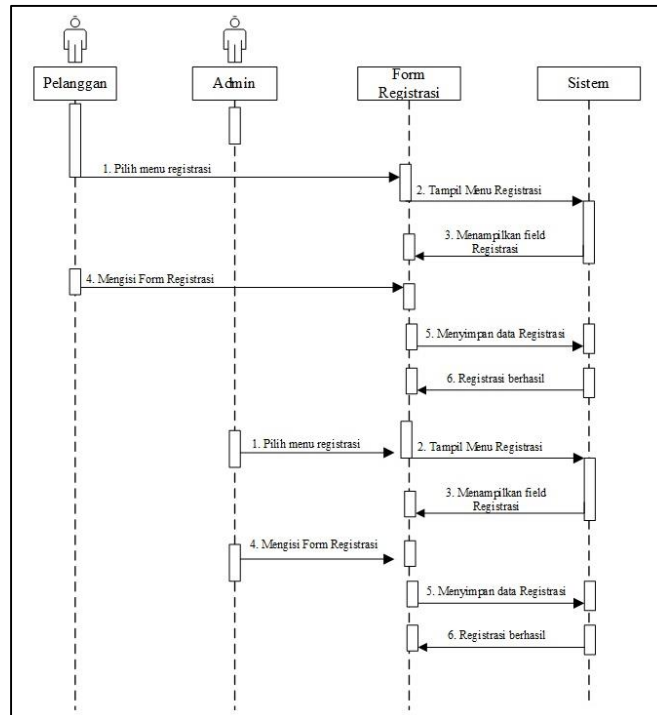 Pelanggan
Admin
Form
Registrasi
Sistem
1. Pilih menu registrasi
2. Tampil Menu Registrasi
3. Menampilkan field
Registrasi
4. Mengisi Form Registrasi
5. Menyimpan data Registrasi
6. Registrasi berhasil
1. Pilih menu registrasi
2. Tampil Menu Registrasi
3. Menampilkan field
Registrasi
4. Mengisi Form Registrasi
5. Menyimpan data Registrasi
6. Registrasi berhasil